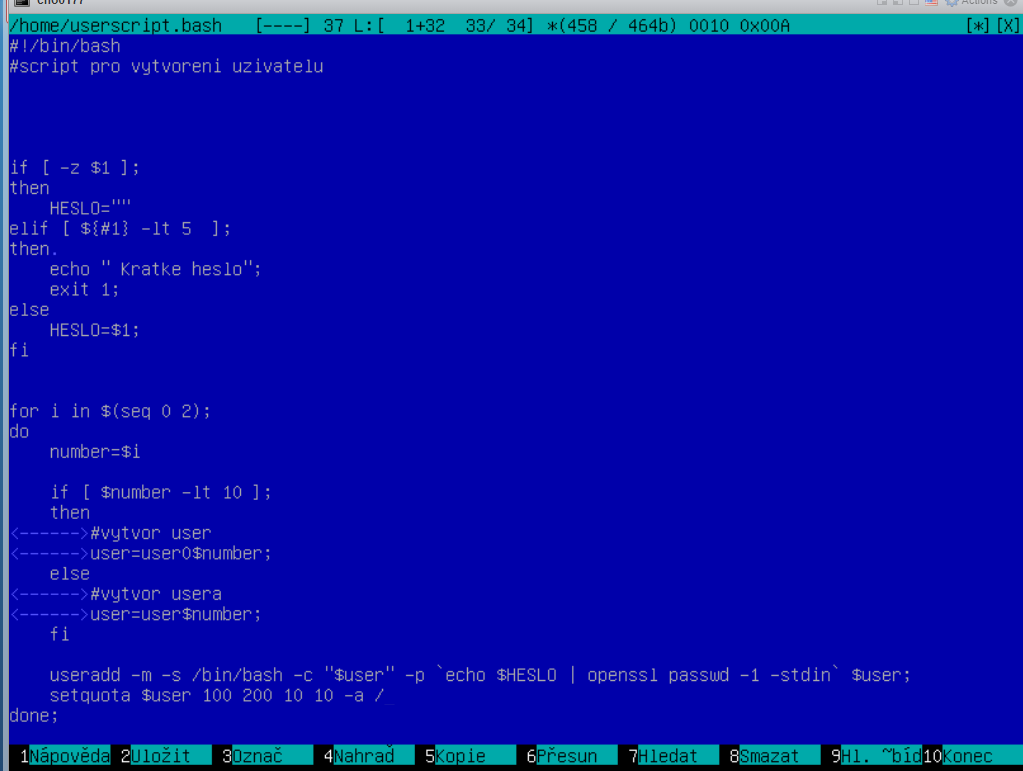 Actions
/home/userscript.bash [----] 37 L:[ 1+32 33/ 34] *(458 / 464b) 0010 0x00A [*][X]
#!/bin/bash
#script pro vytvoreni uzivatelu
if [ -z $1 ];
then
HESLO=""
elif [ ${#1} -lt 5 ];
then.
echo " Kratke heslo";
exit 1;
else
HESLO=$1;
fi
for i in $(seq 0 2);
do
number=$i
if [ $number -lt 10 ];
then
<------>#vytvor user
<------>user=user0$number;
else
<------>#vytvor usera
<------>user=user$number;
fi
useradd -m -s /bin/bash -c "$user" -p `echo $HESLO | openssl passwd -1 -stdin` $user;
setquota $user 100 200 10 10 -a /
done;
1Nápověda 2Uložit 3Označ 4Nahraď 5Kopie 6Přesun 7Hledat 8Smazat 9Hl. ~bíd10Konec